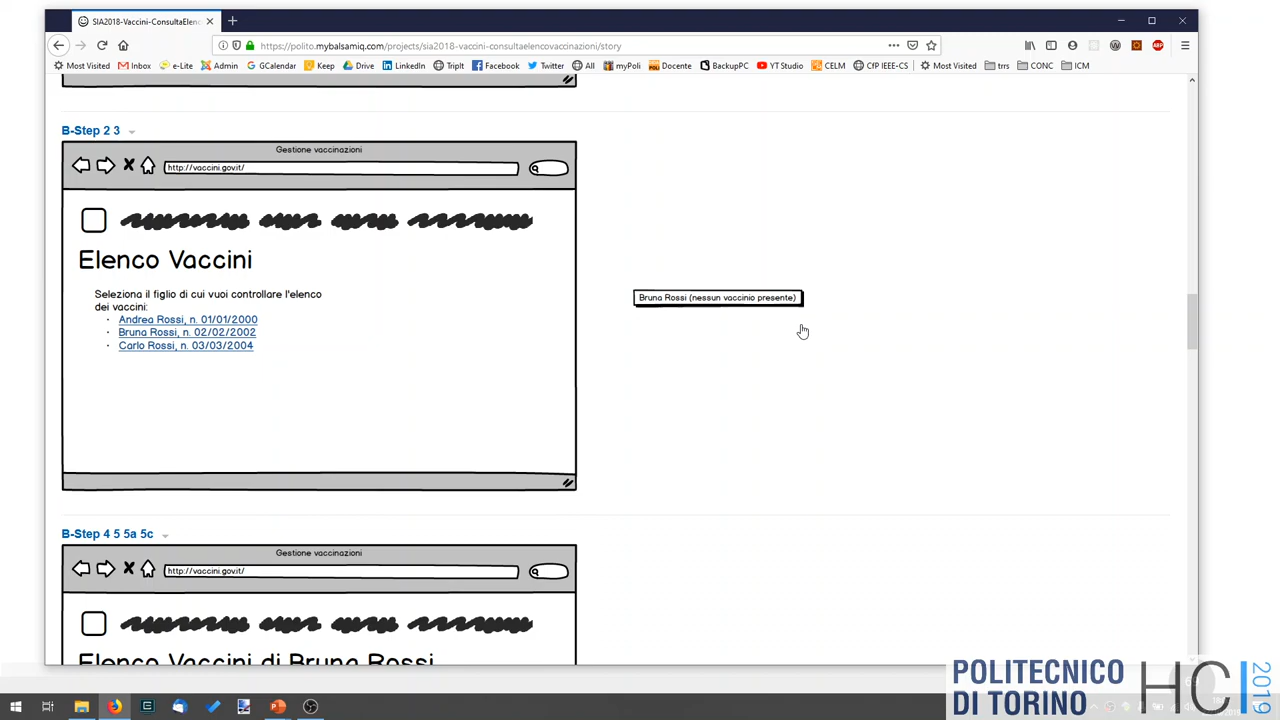 SIA2018-Vaccini-ConsultaElenc
https://polito.mybalsamiq.com/projects/sia2018-vaccini-consultaelencovaccinazioni/story
Most Visited Inbox e-Lite Admin GCalendar Keep Drive LinkedIn TripIt Facebook Twitter All myPoli Docente BackupPC YT Studio CELM CfP IEEE-CS Most Visited trrs CONC ICM
B-Step 2 3
Gestione vaccinazioni
http://vaccini.gov.it/
Elenco Vaccini
Seleziona il figlio di cui vuoi controllare l'elenco
dei vaccini:
Andrea Rossi, n. 01/01/2000
Bruna Rossi, n. 02/02/2002
Carlo Rossi, n. 03/03/2004
Bruna Rossi (nessun vaccinio presente)
B-Step 4 5 5a 5c
Gestione vaccinazioni
http://vaccini.gov.it/
Elenco Vaccini di Bruna Rossi
POLITECNICO
DI TORINO
HCI
2019